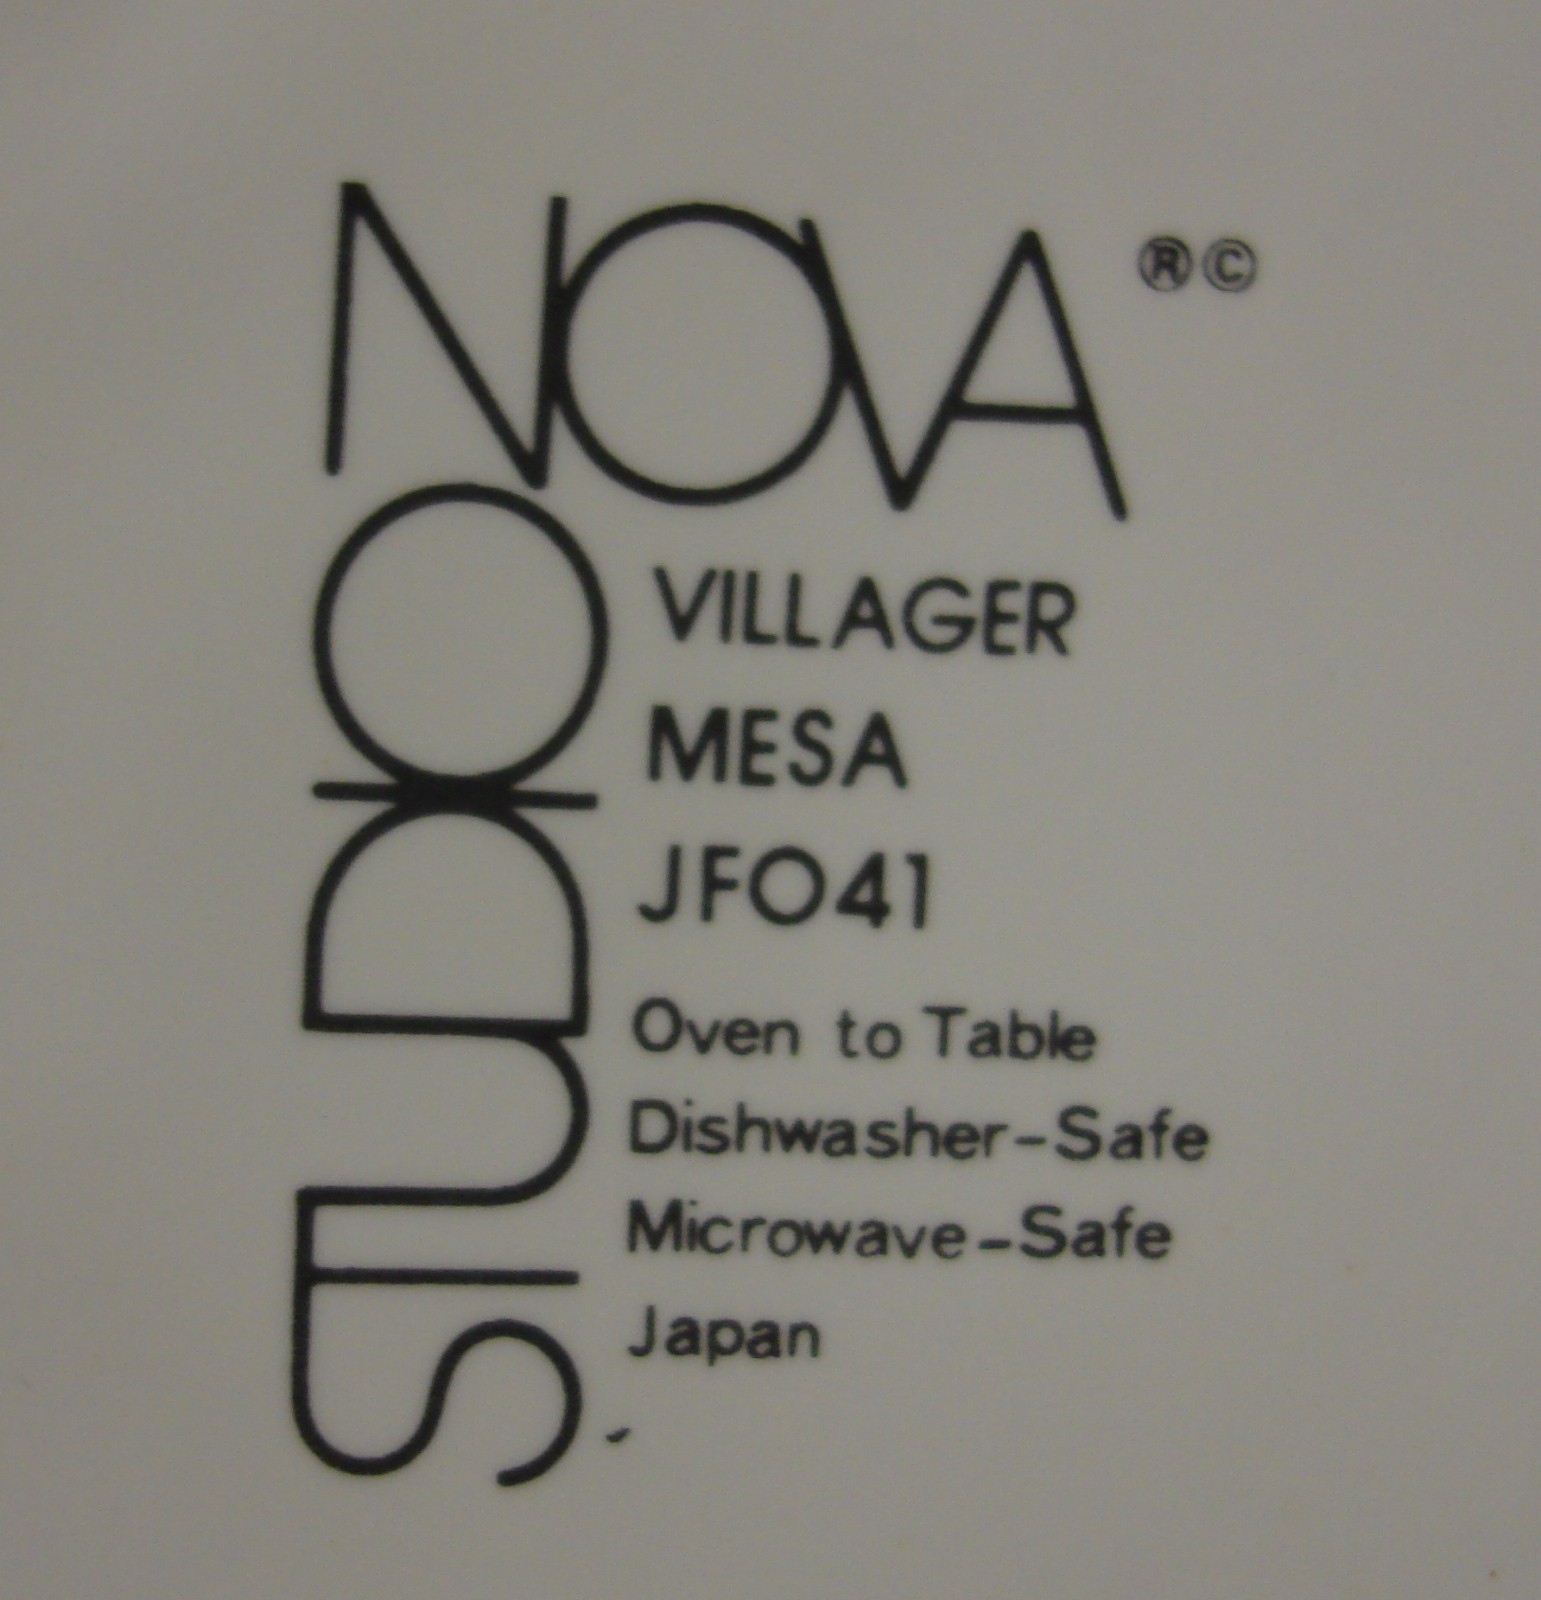 STUDIO
NOVA ®©
VILLAGER
MESA
JFO41
Oven to Table
Dishwasher-Safe
Microwave-Safe
Japan